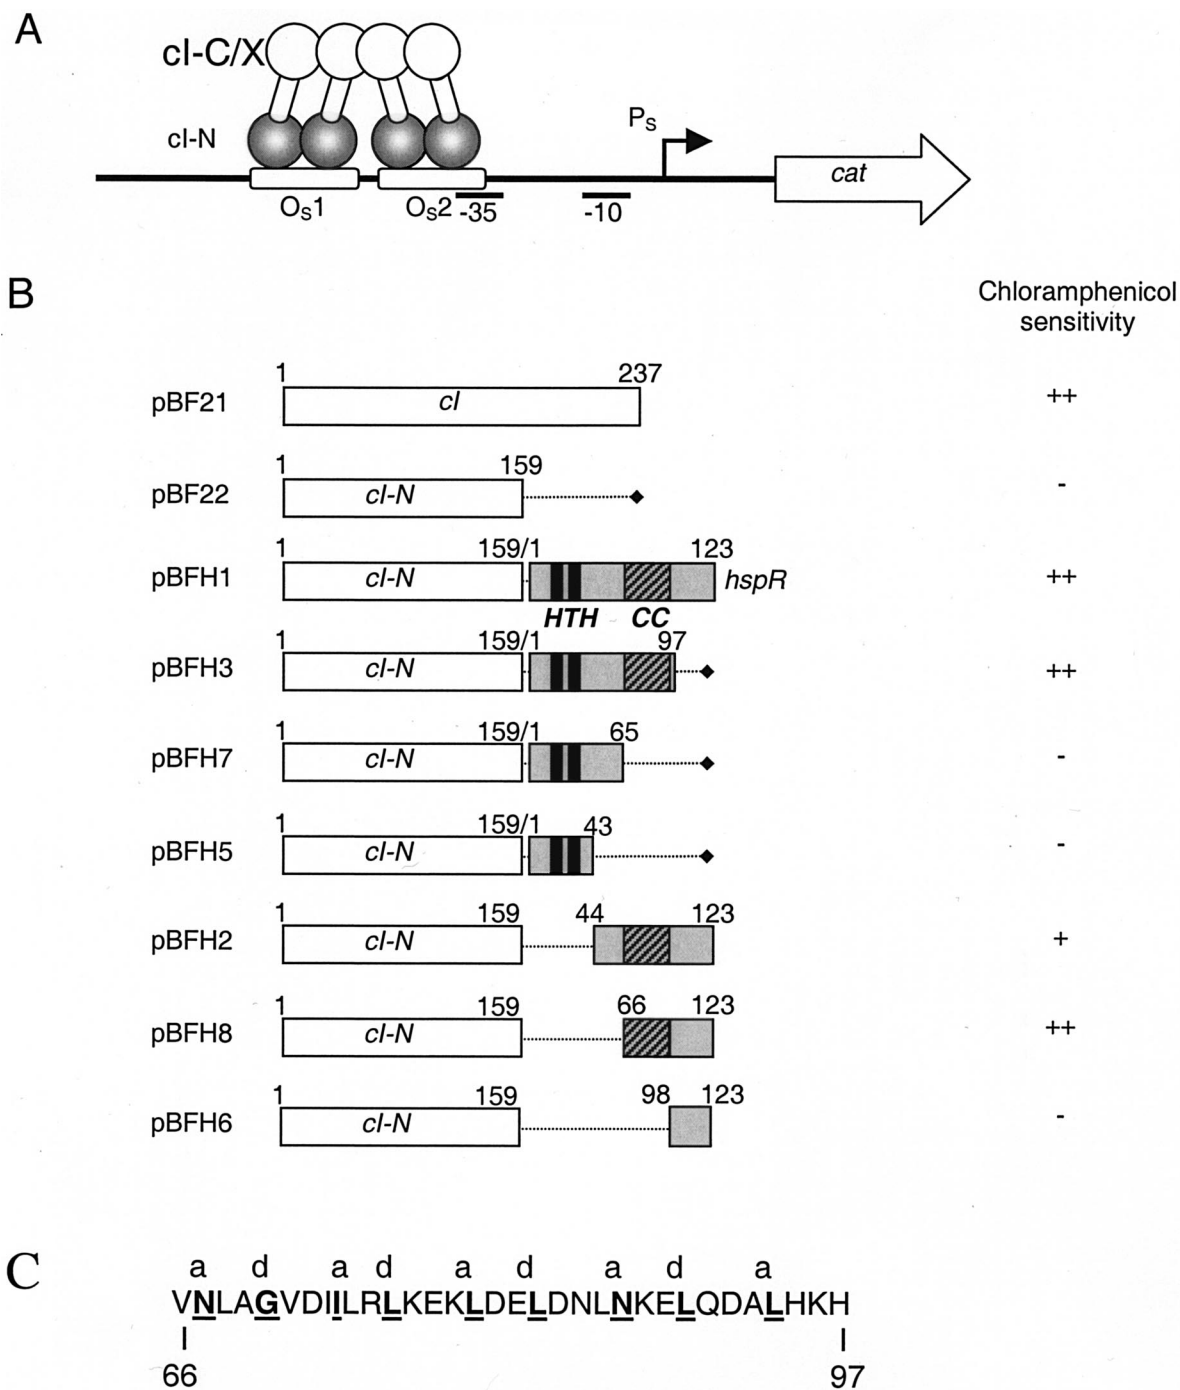 A
cI-C/X
cI-N
P_S
cat
O_S1
O_S2 -35
-10
B
Chloramphenicol
sensitivity
1 237
pBF21 cI ++
1 159
pBF22 cI-N -
1 159/1 123
pBFH1 cI-N hspR ++
HTH CC
1 159/1 97
pBFH3 cI-N ++
1 159/1 65
pBFH7 cI-N -
1 159/1 43
pBFH5 cI-N -
1 159 44 123
pBFH2 cI-N +
1 159 66 123
pBFH8 cI-N ++
1 159 98 123
pBFH6 cI-N -
C
a d a d a d a d a
VNLAGVDIILRLKEKLDELDNLNKELQDALHKH
66 97